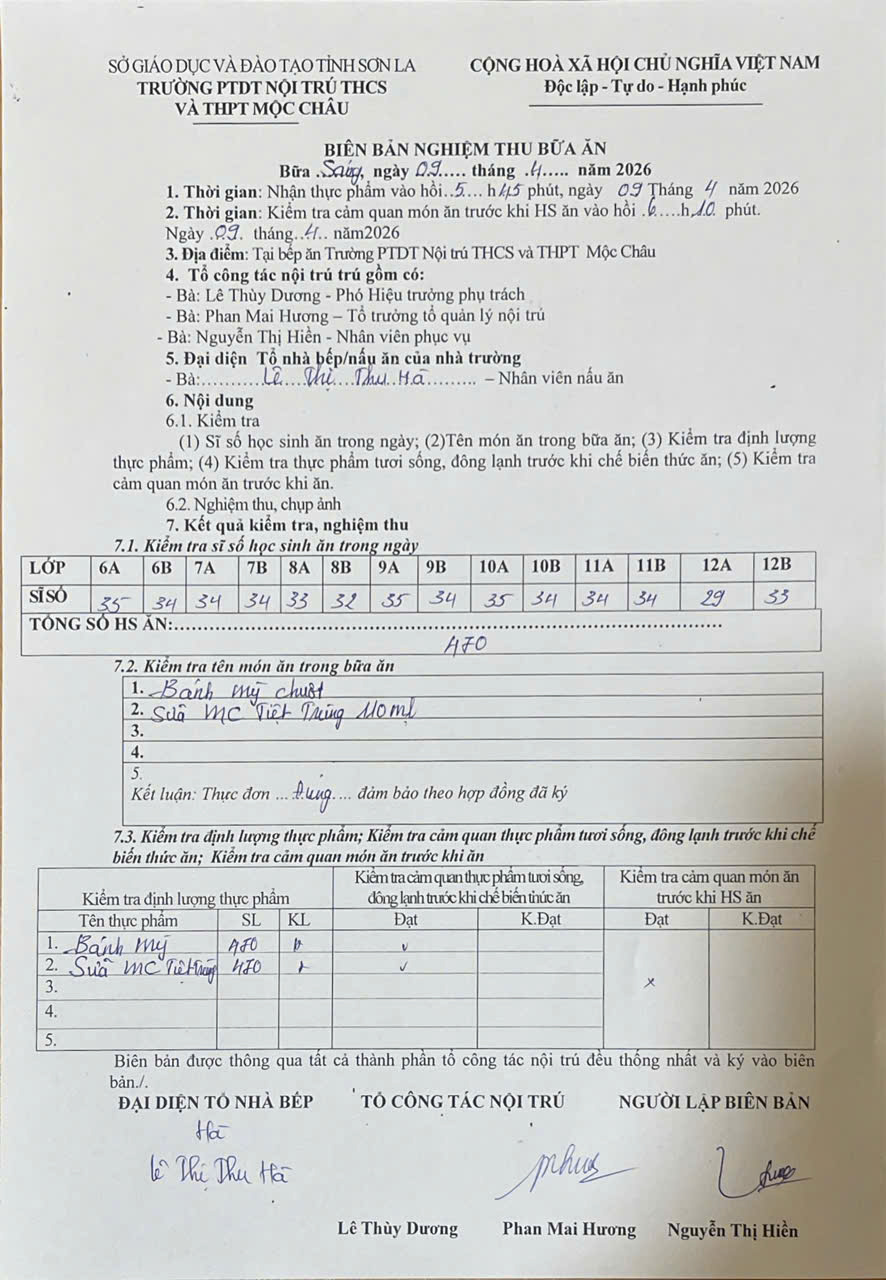 SỞ GIÁO DỤC VÀ ĐÀO TẠO TỈNH SƠN LA
TRƯỜNG PTDT NỘI TRÚ THCS
VÀ THPT MỘC CHÂU
CỘNG HOÀ XÃ HỘI CHỦ NGHĨA VIỆT NAM
Độc lập - Tự do - Hạnh phúc
BIÊN BẢN NGHIỆM THU BỮA ĂN
Bữa .Sáng, ngày 09..... tháng .4..... năm 2026
1. Thời gian: Nhận thực phẩm vào hồi..5....h45 phút, ngày 09 Tháng 4 năm 2026
2. Thời gian: Kiểm tra cảm quan món ăn trước khi HS ăn vào hồi .6....h.10. phút.
Ngày .09. tháng..4.. năm2026
3. Địa điểm: Tại bếp ăn Trường PTDT Nội trú THCS và THPT Mộc Châu
4. Tổ công tác nội trú trú gồm có:
- Bà: Lê Thùy Dương - Phó Hiệu trưởng phụ trách
- Bà: Phan Mai Hương – Tổ trưởng tổ quản lý nội trú
- Bà: Nguyễn Thị Hiền - Nhân viên phục vụ
5. Đại diện Tổ nhà bếp/nấu ăn của nhà trường
- Bà:............Lê....Thị....Thu..Hà.......... – Nhân viên nấu ăn
6. Nội dung
6.1. Kiểm tra
(1) Sĩ số học sinh ăn trong ngày; (2)Tên món ăn trong bữa ăn; (3) Kiểm tra định lượng
thực phẩm; (4) Kiểm tra thực phẩm tươi sống, đông lạnh trước khi chế biến thức ăn; (5) Kiểm tra
cảm quan món ăn trước khi ăn.
6.2. Nghiệm thu, chụp ảnh
7. Kết quả kiểm tra, nghiệm thu
7.1. Kiểm tra sĩ số học sinh ăn trong ngày
LỚP 6A 6B 7A 7B 8A 8B 9A 9B 10A 10B 11A 11B 12A 12B
SĨ SỐ 35 34 34 34 33 32 35 34 35 34 34 34 29 33
TỔNG SỐ HS ĂN:..............................................................................................
470
7.2. Kiểm tra tên món ăn trong bữa ăn
1. Bánh mỳ chuột
2. Sữa MC Tiệt Trùng 110ml
3.
4.
5.
Kết luận: Thực đơn ...Đúng.... đảm bảo theo hợp đồng đã ký
7.3. Kiểm tra định lượng thực phẩm; Kiểm tra cảm quan thực phẩm tươi sống, đông lạnh trước khi chế
biến thức ăn; Kiểm tra cảm quan món ăn trước khi ăn
Kiểm tra định lượng thực phẩm
Kiểm tra cảm quan thực phẩm tươi sống,
đông lạnh trước khi chế biến thức ăn
Kiểm tra cảm quan món ăn
trước khi HS ăn
Tên thực phẩm SL KL Đạt K.Đạt Đạt K.Đạt
1. Bánh mỳ 470 ✓
2. Sữa MC Tiệt trùng 470 ✓
3. x
4.
5.
Biên bản được thông qua tất cả thành phần tổ công tác nội trú đều thống nhất và ký vào biên
bản./.
ĐẠI DIỆN TỔ NHÀ BẾP TỔ CÔNG TÁC NỘI TRÚ NGƯỜI LẬP BIÊN BẢN
Hà
Lê Thị Thu Hà
Lê Thùy Dương Phan Mai Hương Nguyễn Thị Hiền